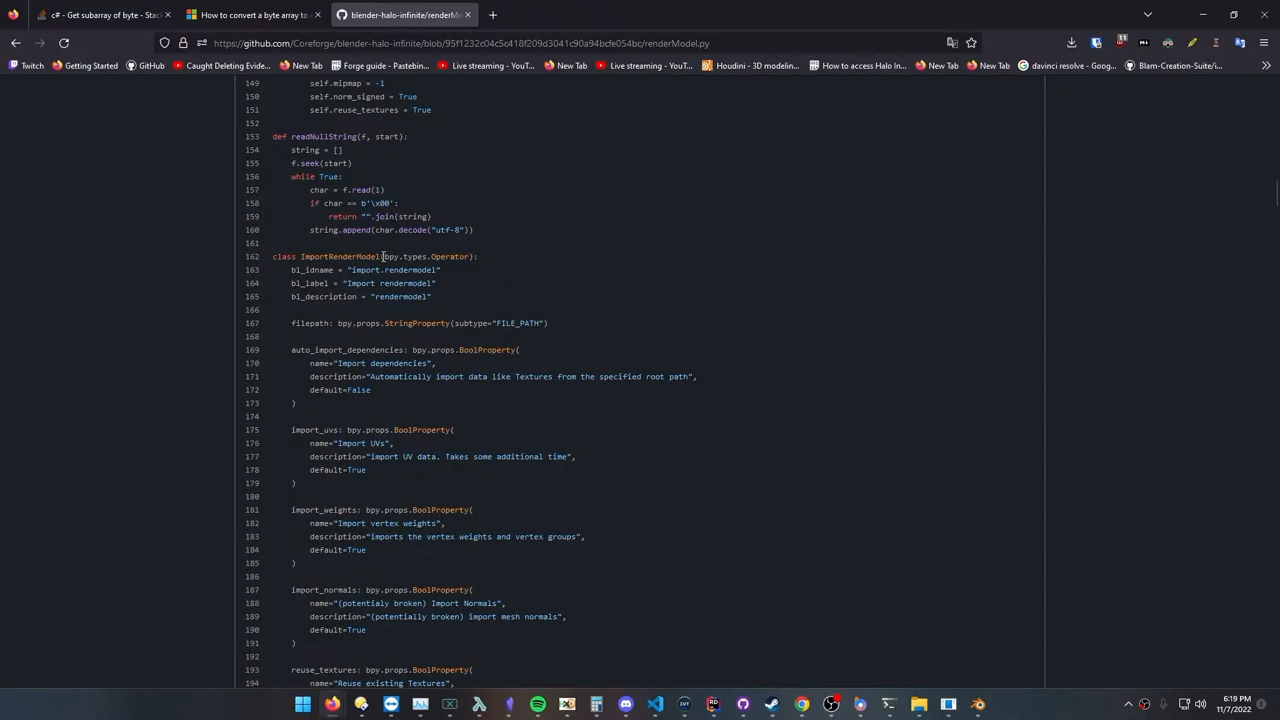 c# - Get subarray of byte - Stack
How to convert a byte array to
blender-halo-infinite/renderMo
https://github.com/Coreforge/blender-halo-infinite/blob/95f1232c04c5c418f209d3041c90a94bcfe054bc/renderModel.py
Twitch
Getting Started
GitHub
Caught Deleting Evide...
New Tab
Forge guide - Pastebin...
Live streaming - YouT...
New Tab
Live streaming - YouT...
Houdini - 3D modelin...
How to access Halo In...
New Tab
New Tab
davinci resolve - Goog...
Blam-Creation-Suite/i...
149 self.mipmap = -1
150 self.norm_signed = True
151 self.reuse_textures = True
152
153 def readNullString(f, start):
154 string = []
155 f.seek(start)
156 while True:
157 char = f.read(1)
158 if char == b'\x00':
159 return "".join(string)
160 string.append(char.decode("utf-8"))
161
162 class ImportRenderModel(bpy.types.Operator):
163 bl_idname = "import.rendermodel"
164 bl_label = "Import rendermodel"
165 bl_description = "rendermodel"
166
167 filepath: bpy.props.StringProperty(subtype="FILE_PATH")
168
169 auto_import_dependencies: bpy.props.BoolProperty(
170 name="Import dependencies",
171 description="Automatically import data like Textures from the specified root path",
172 default=False
173 )
174
175 import_uvs: bpy.props.BoolProperty(
176 name="Import UVs",
177 description="import UV data. Takes some additional time",
178 default=True
179 )
180
181 import_weights: bpy.props.BoolProperty(
182 name="Import vertex weights",
183 description="imports the vertex weights and vertex groups",
184 default=True
185 )
186
187 import_normals: bpy.props.BoolProperty(
188 name="(potentialy broken) Import Normals",
189 description="(potentially broken) import mesh normals",
190 default=True
191 )
192
193 reuse_textures: bpy.props.BoolProperty(
194 name="Reuse existing Textures",
6:19 PM
11/7/2022